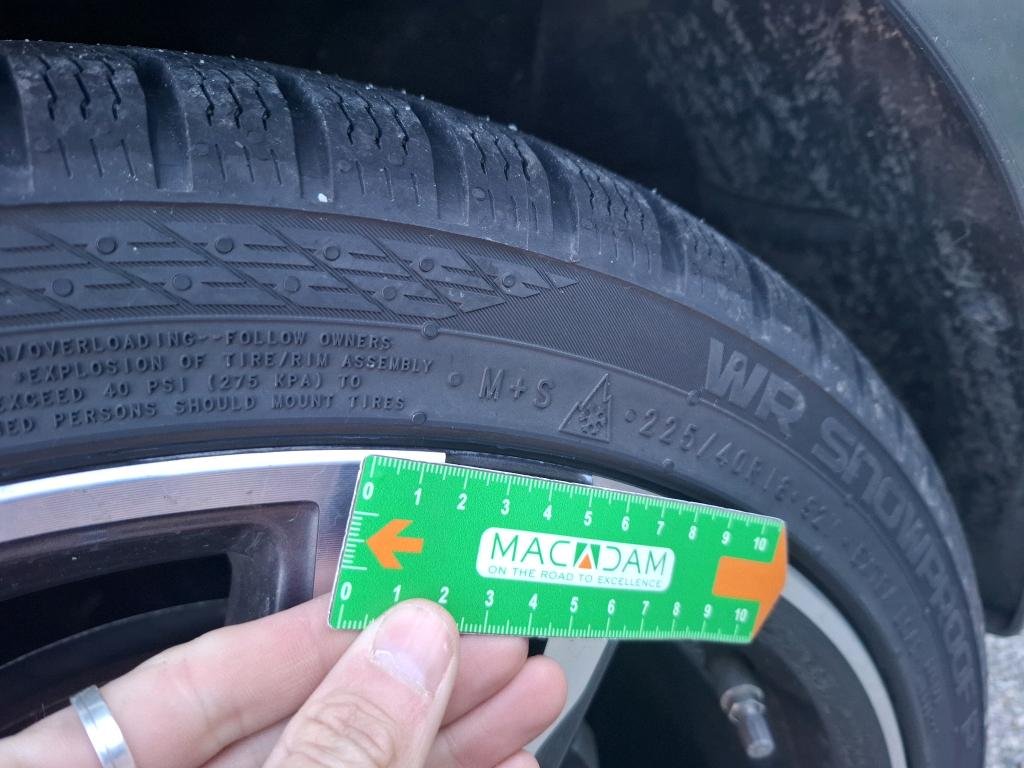 N/OVERLOADING--FOLLOW OWNERS
EXPLOSION OF TIRE/RIM ASSEMBLY
EXCEED 40 PSI (275 KPA) TO
PERSONS SHOULD MOUNT TIRES
M+S
225/40R18
WR SNOWPROOF P
0 1 2 3 4 5 6 7 8 9 10
MACADAM
ON THE ROAD TO EXCELLENCE
0 1 2 3 4 5 6 7 8 9 10